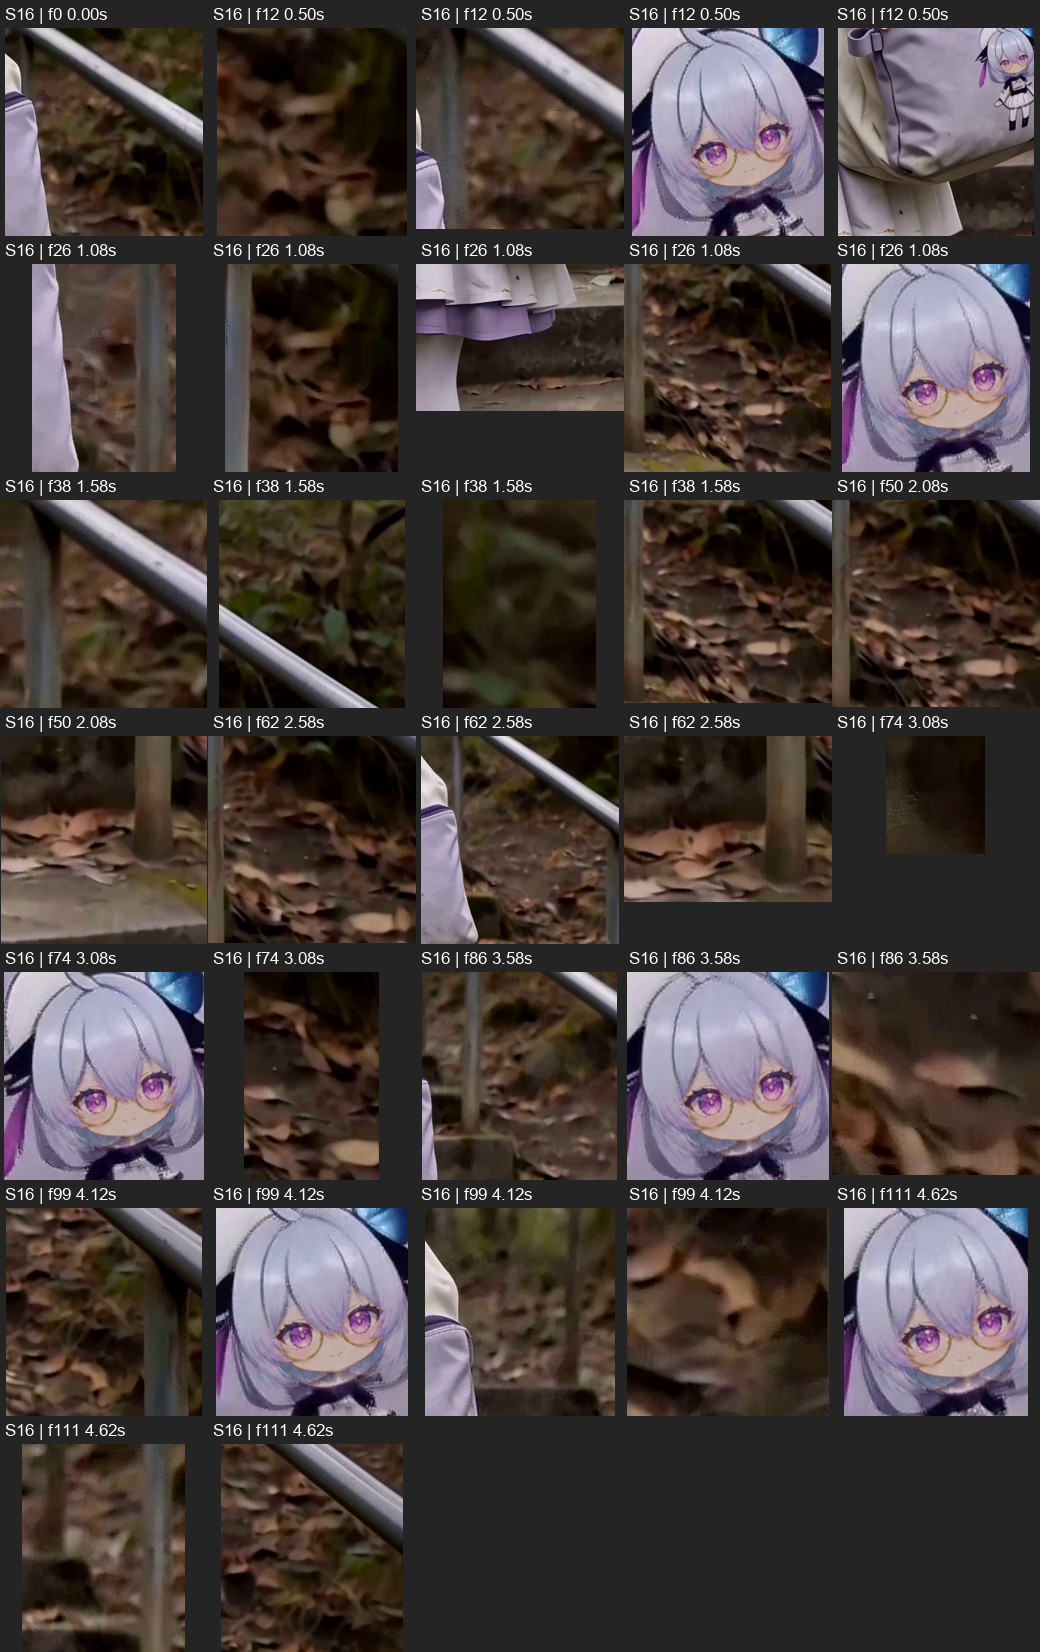 S16 | f0 0.00s
S16 | f12 0.50s
S16 | f12 0.50s
S16 | f12 0.50s
S16 | f12 0.50s
S16 | f26 1.08s
S16 | f26 1.08s
S16 | f26 1.08s
S16 | f26 1.08s
S16 | f26 1.08s
S16 | f38 1.58s
S16 | f38 1.58s
S16 | f38 1.58s
S16 | f38 1.58s
S16 | f50 2.08s
S16 | f50 2.08s
S16 | f62 2.58s
S16 | f62 2.58s
S16 | f62 2.58s
S16 | f74 3.08s
S16 | f74 3.08s
S16 | f74 3.08s
S16 | f86 3.58s
S16 | f86 3.58s
S16 | f86 3.58s
S16 | f99 4.12s
S16 | f99 4.12s
S16 | f99 4.12s
S16 | f99 4.12s
S16 | f111 4.62s
S16 | f111 4.62s
S16 | f111 4.62s